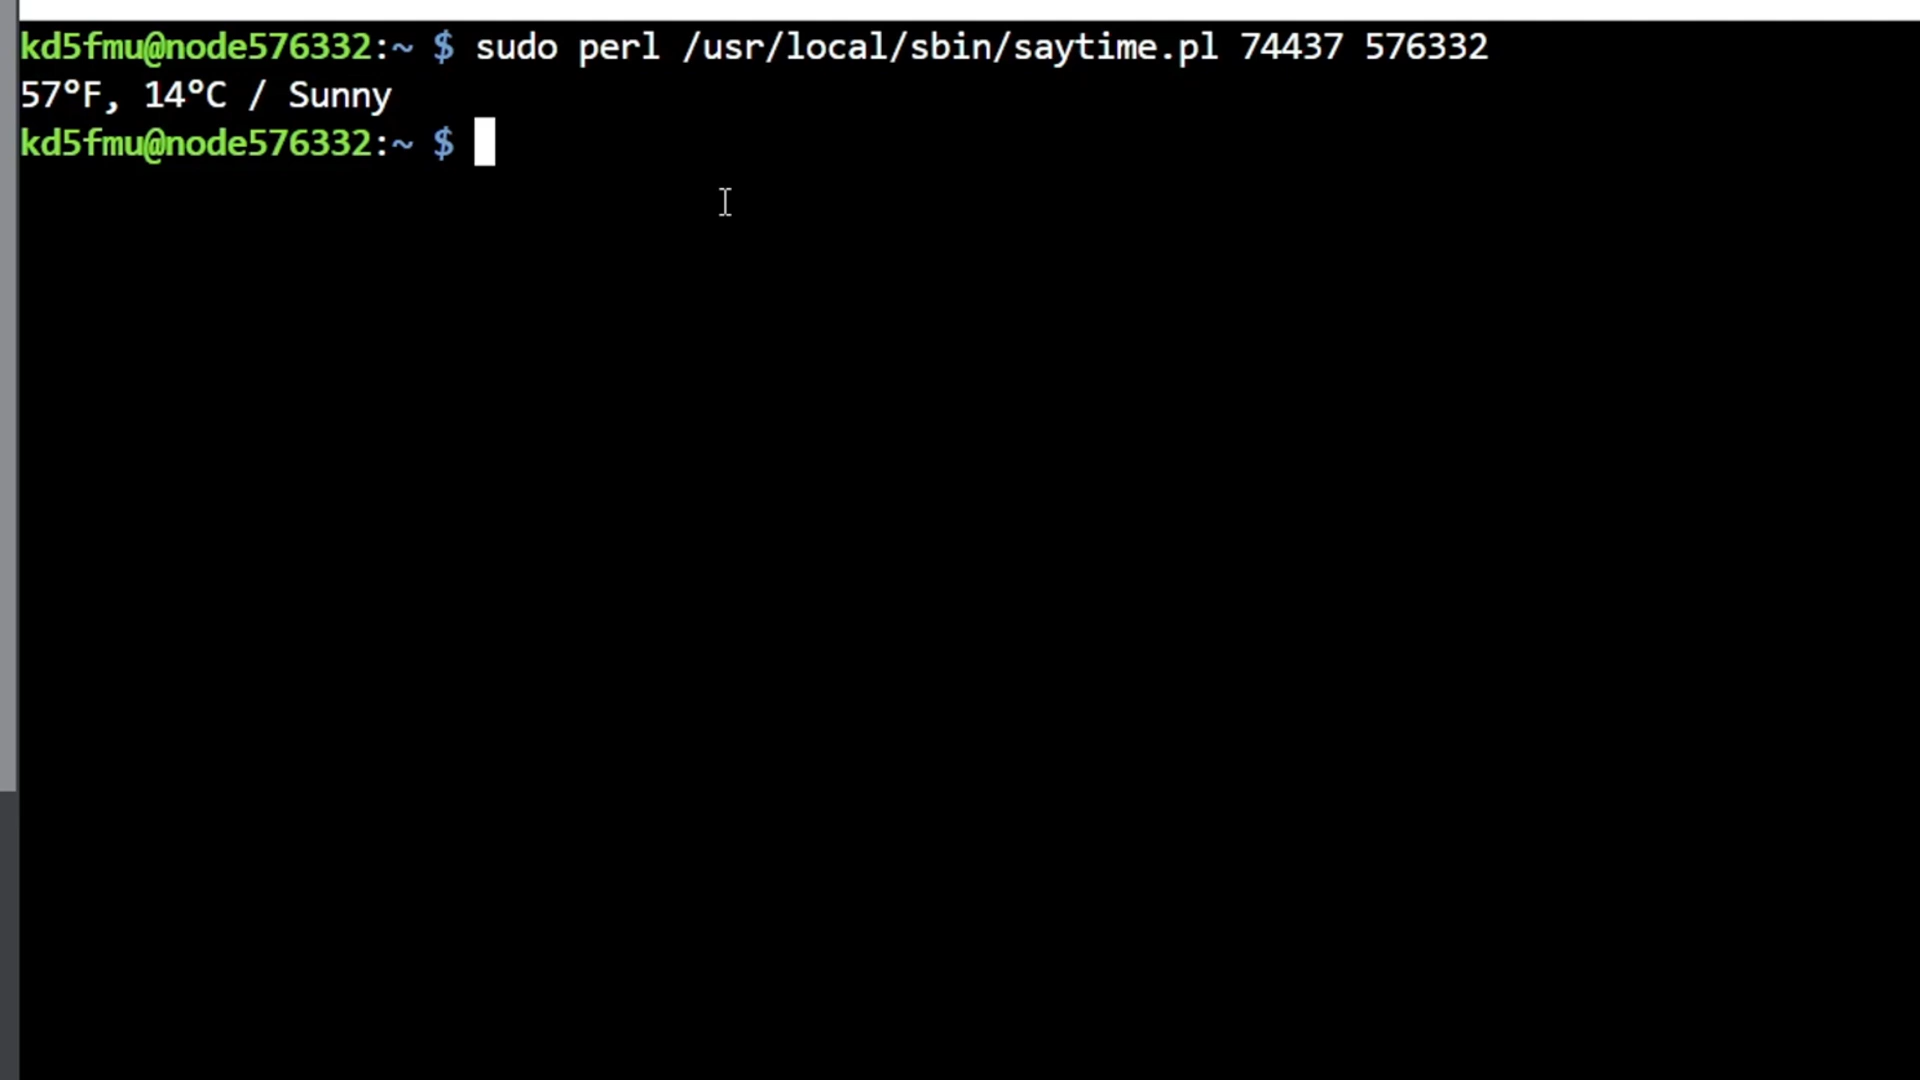 kd5fmu@node576332:~ $ sudo perl /usr/local/sbin/saytime.pl 74437 576332
57°F, 14°C / Sunny
kd5fmu@node576332:~ $